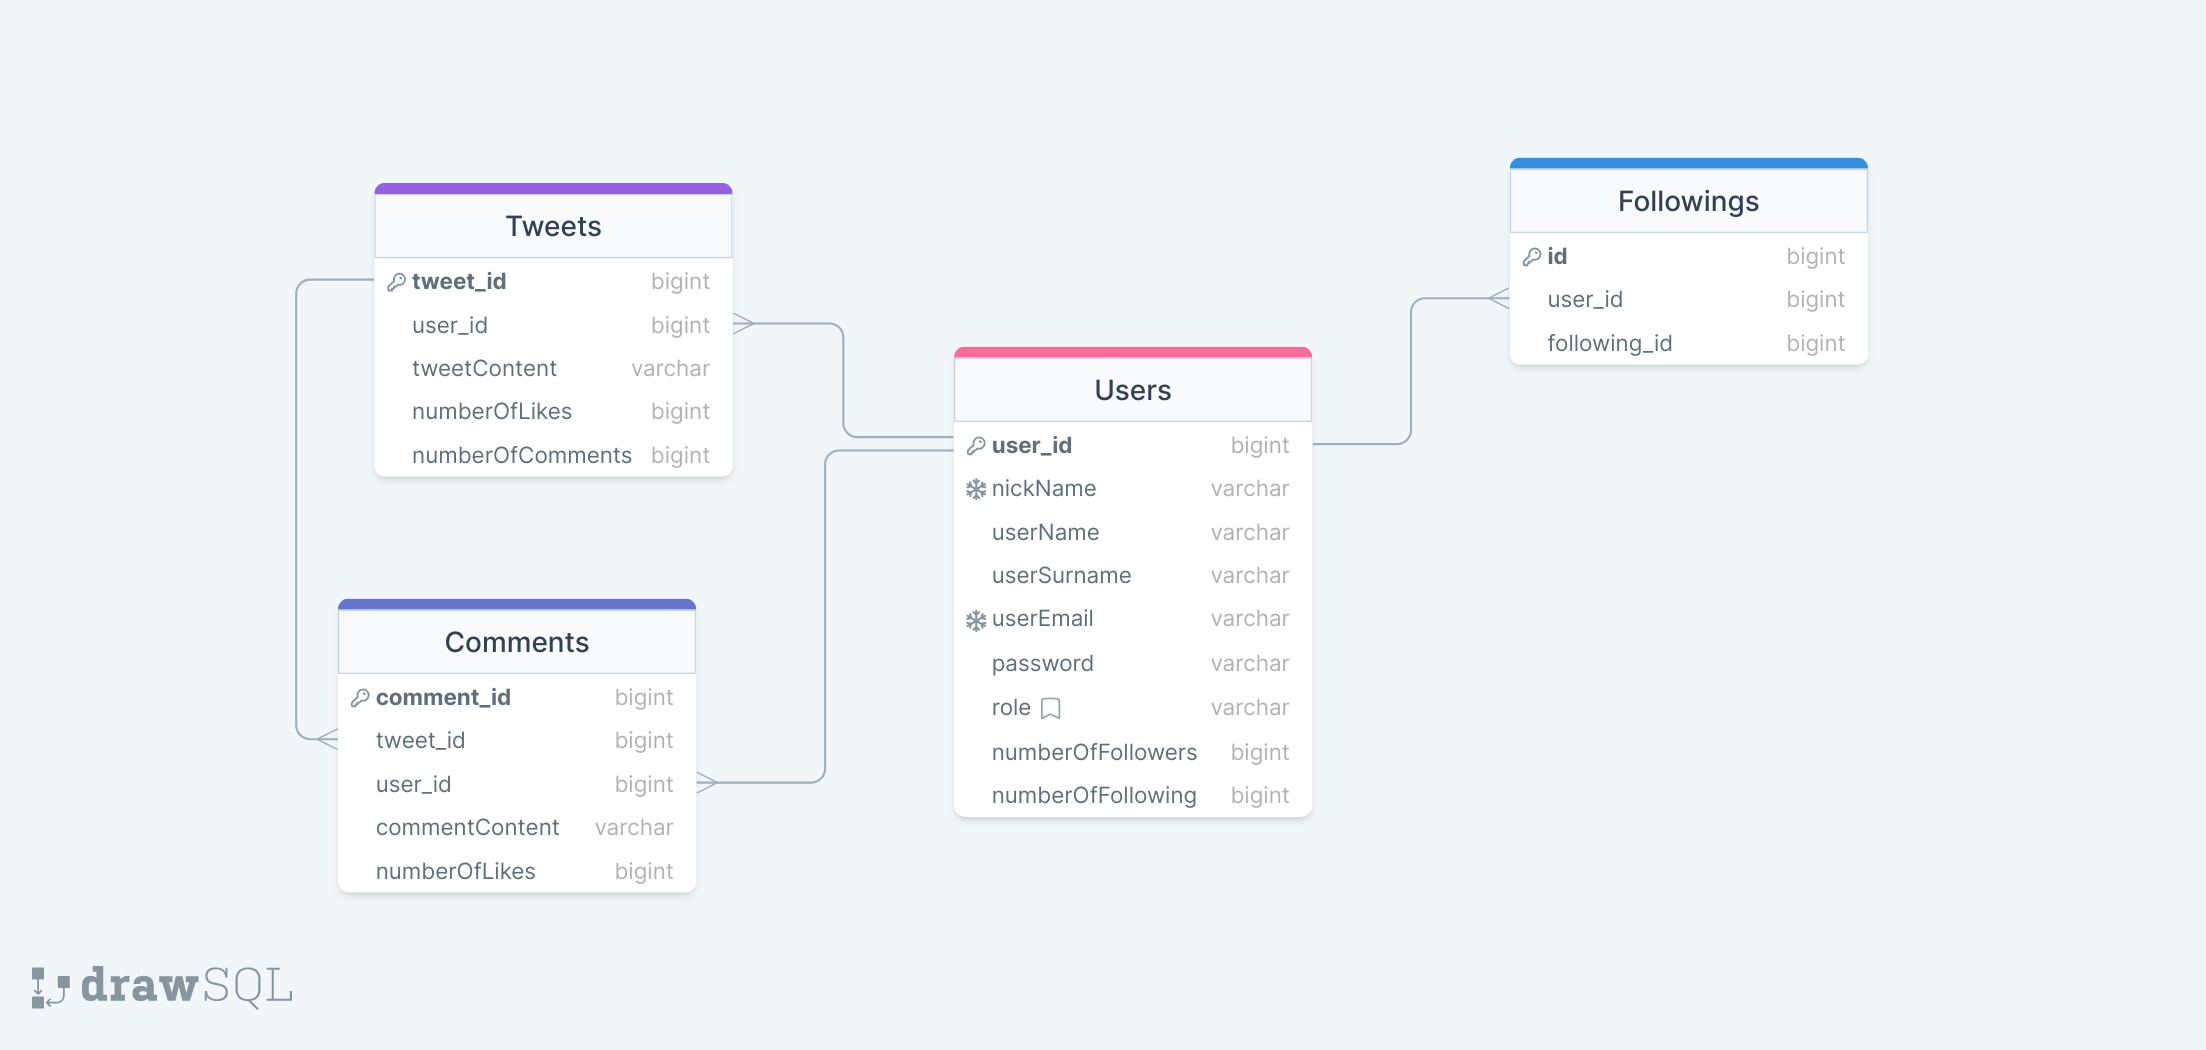 Tweets
tweet_id bigint
user_id bigint
tweetContent varchar
numberOfLikes bigint
numberOfComments bigint
Comments
comment_id bigint
tweet_id bigint
user_id bigint
commentContent varchar
numberOfLikes bigint
Users
user_id bigint
nickName varchar
userName varchar
userSurname varchar
userEmail varchar
password varchar
role varchar
numberOfFollowers bigint
numberOfFollowing bigint
Followings
id bigint
user_id bigint
following_id bigint
drawSQL